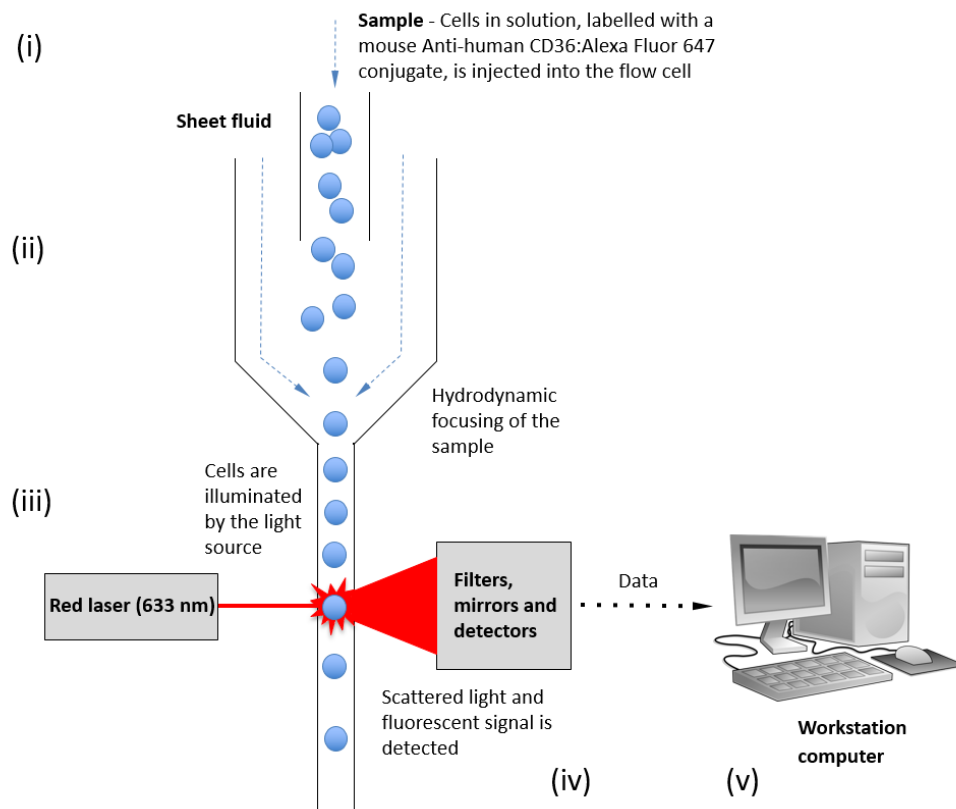 (i)
Sample - Cells in solution, labelled with a
mouse Anti-human CD36:Alexa Fluor 647
conjugate, is injected into the flow cell
Sheet fluid
(ii)
Hydrodynamic
focusing of the
sample
Cells are
illuminated
by the light
source
(iii)
Red laser (633 nm)
Filters,
mirrors and
detectors
Data
Scattered light and
fluorescent signal is
detected
Workstation
computer
(iv)
(v)